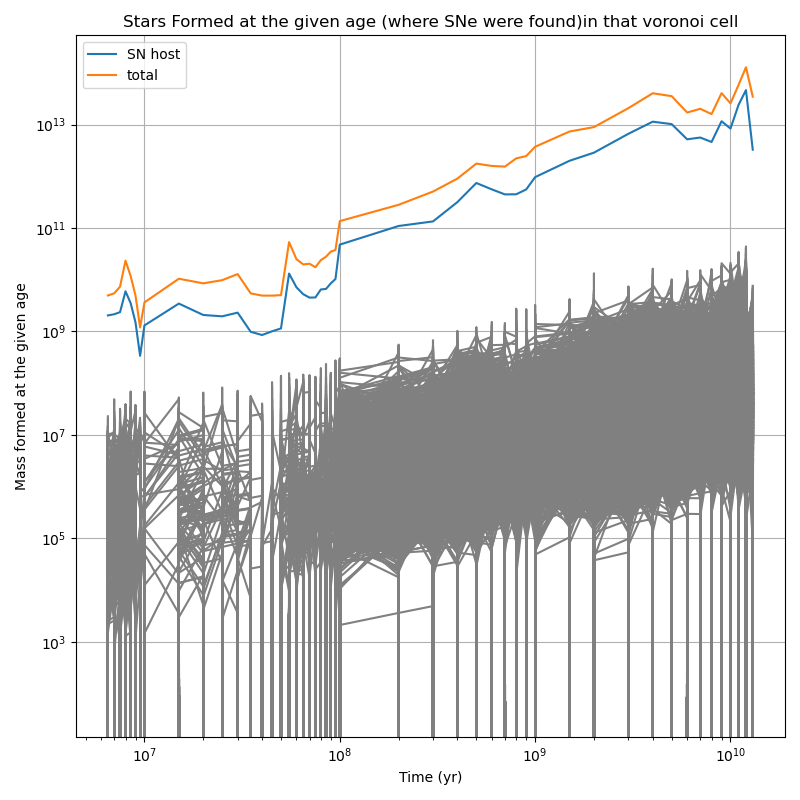 Stars Formed at the given age (where SNe were found)in that voronoi cell
SN host
total
10^13
10^11
10^9
10^7
10^5
10^3
Mass formed at the given age
10^7
10^8
10^9
10^10
Time (yr)